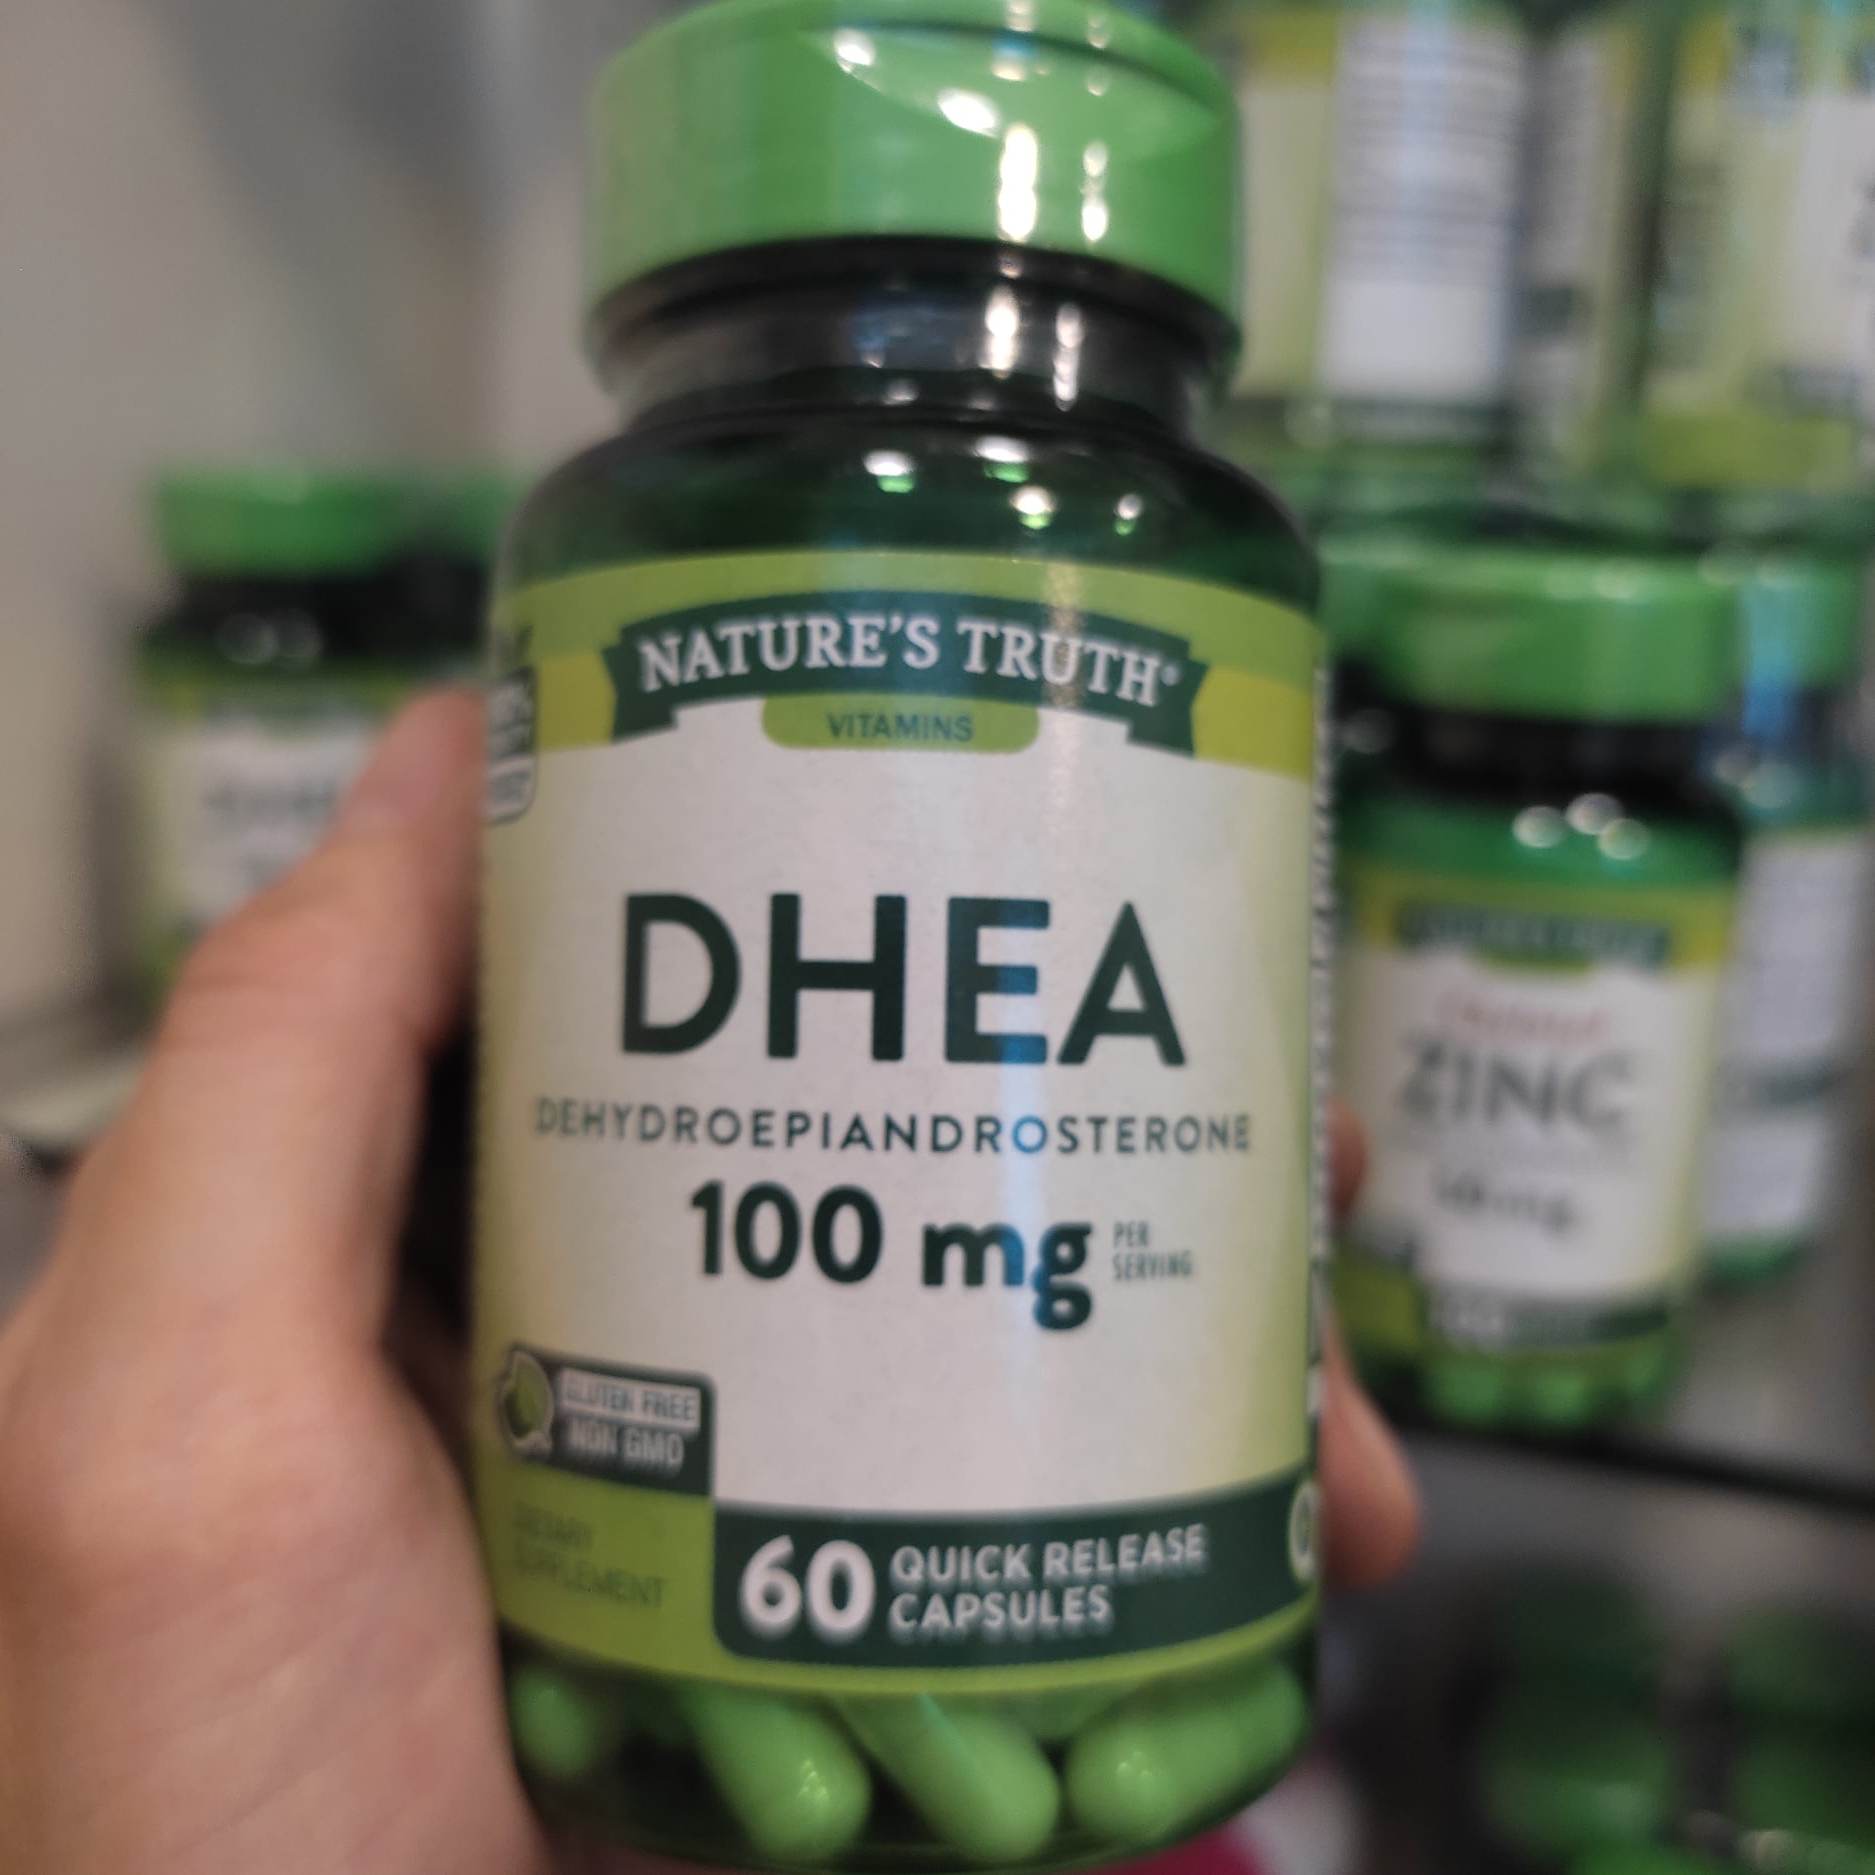 NATURE'S TRUTH®
VITAMINS
DHEA
DEHYDROEPIANDROSTERONE
100 mg PER
SERVING
GLUTEN FREE
NON GMO
DIETARY
SUPPLEMENT
60 QUICK RELEASE
CAPSULES
ZINC